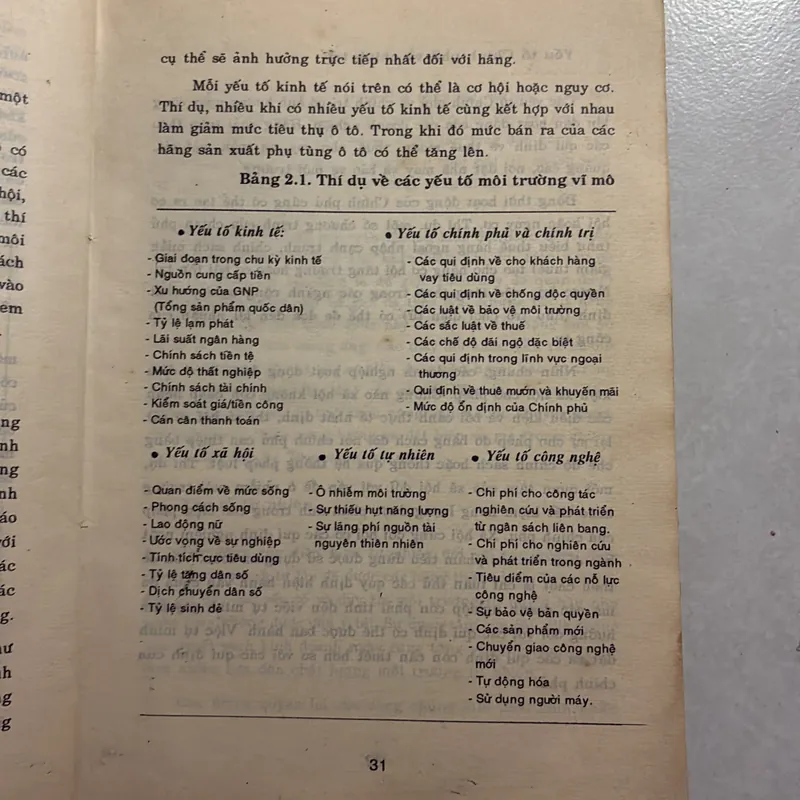 cụ thể sẽ ảnh hưởng trực tiếp nhất đối với hãng.
Mỗi yếu tố kinh tế nói trên có thể là cơ hội hoặc nguy cơ.
Thí dụ, nhiều khi có nhiều yếu tố kinh tế cùng kết hợp với nhau
làm giảm mức tiêu thụ ô tô. Trong khi đó mức bán ra của các
hãng sản xuất phụ tùng ô tô có thể tăng lên.
Bảng 2.1. Thí dụ về các yếu tố môi trường vĩ mô
• Yếu tố kinh tế:
- Giai đoạn trong chu kỳ kinh tế
- Nguồn cung cấp tiền
- Xu hướng của GNP
(Tổng sản phẩm quốc dân)
- Tỷ lệ lạm phát
- Lãi suất ngân hàng
- Chính sách tiền tệ
- Mức độ thất nghiệp
- Chính sách tài chính
- Kiểm soát giá/tiền công
- Cán cân thanh toán
• Yếu tố chính phủ và chính trị
- Các qui định về cho khách hàng
vay tiêu dùng
- Các qui định về chống độc quyền
- Các luật về bảo vệ môi trường
- Các sắc luật về thuế
- Các chế độ đãi ngộ đặc biệt
- Các qui định trong lĩnh vực ngoại
thương
- Qui định về thuê mướn và khuyến mãi
- Mức độ ổn định của Chính phủ
• Yếu tố xã hội
- Quan điểm về mức sống
- Phong cách sống
- Lao động nữ
- Ước vọng về sự nghiệp
- Tính tích cực tiêu dùng
- Tỷ lệ tăng dân số
- Dịch chuyển dân số
- Tỷ lệ sinh đẻ
• Yếu tố tự nhiên
- Ô nhiễm môi trường
- Sự thiếu hụt năng lượng
- Sự lãng phí nguồn tài
nguyên thiên nhiên
• Yếu tố công nghệ
- Chi phí cho công tác
nghiên cứu và phát triển
từ ngân sách liên bang.
- Chi phí cho nghiên cứu
và phát triển trong ngành
- Tiêu điểm của các nỗ lực
công nghệ
- Sự bảo vệ bản quyền
- Các sản phẩm mới
- Chuyển giao công nghệ
mới
- Tự động hóa
- Sử dụng người máy.
31